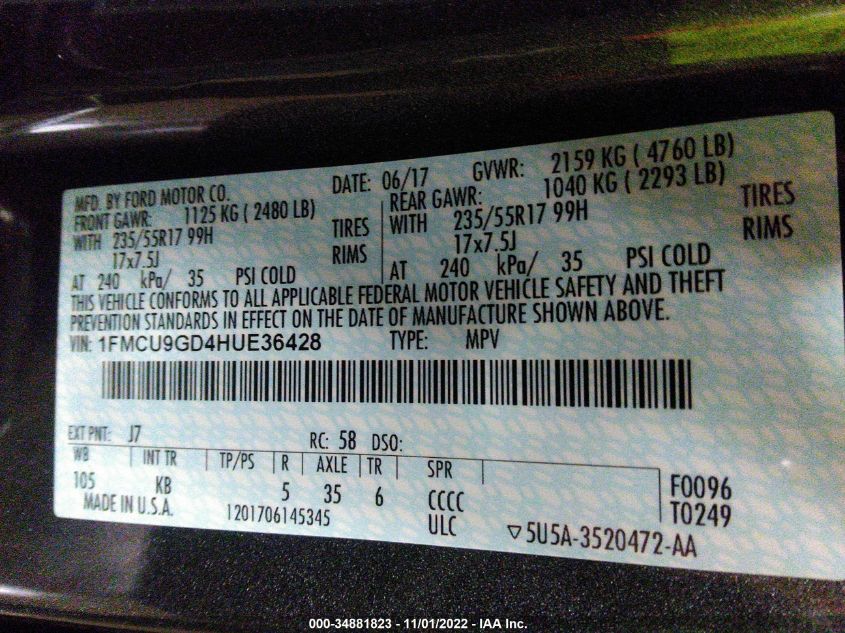 MFD. BY FORD MOTOR CO. DATE: 06/17 GVWR: 2159 KG ( 4760 LB)
FRONT GAWR: 1125 KG ( 2480 LB) REAR GAWR: 1040 KG ( 2293 LB)
WITH 235/55R17 99H TIRES WITH 235/55R17 99H TIRES
17x7.5J RIMS 17x7.5J RIMS
AT 240 kPa/ 35 PSI COLD AT 240 kPa/ 35 PSI COLD
THIS VEHICLE CONFORMS TO ALL APPLICABLE FEDERAL MOTOR VEHICLE SAFETY AND THEFT
PREVENTION STANDARDS IN EFFECT ON THE DATE OF MANUFACTURE SHOWN ABOVE.
VIN: 1FMCU9GD4HUE36428 TYPE: MPV
EXT PNT: J7 RC: 58 DSO:
WB INT TR TP/PS R AXLE TR SPR
105 KB 5 35 6 CCCC F0096
MADE IN U.S.A. 1201706145345 ULC T0249
5U5A-3520472-AA
000-34881823 - 11/01/2022 - IAA Inc.